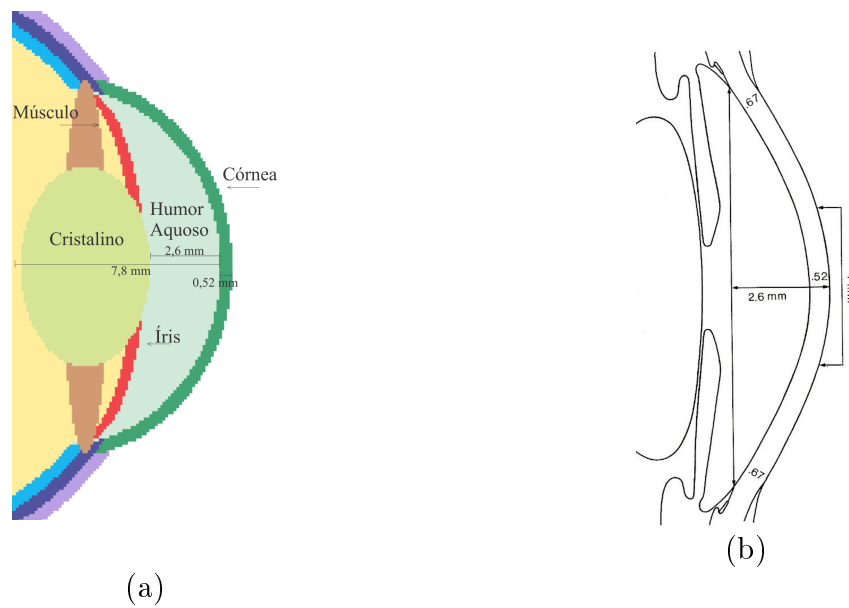 Músculo
Córnea
Humor
Aquoso
Cristalino
2,6 mm
7,8 mm
0,52 mm
Íris
(a)
.67
.52
2.6 mm
.67
(b)